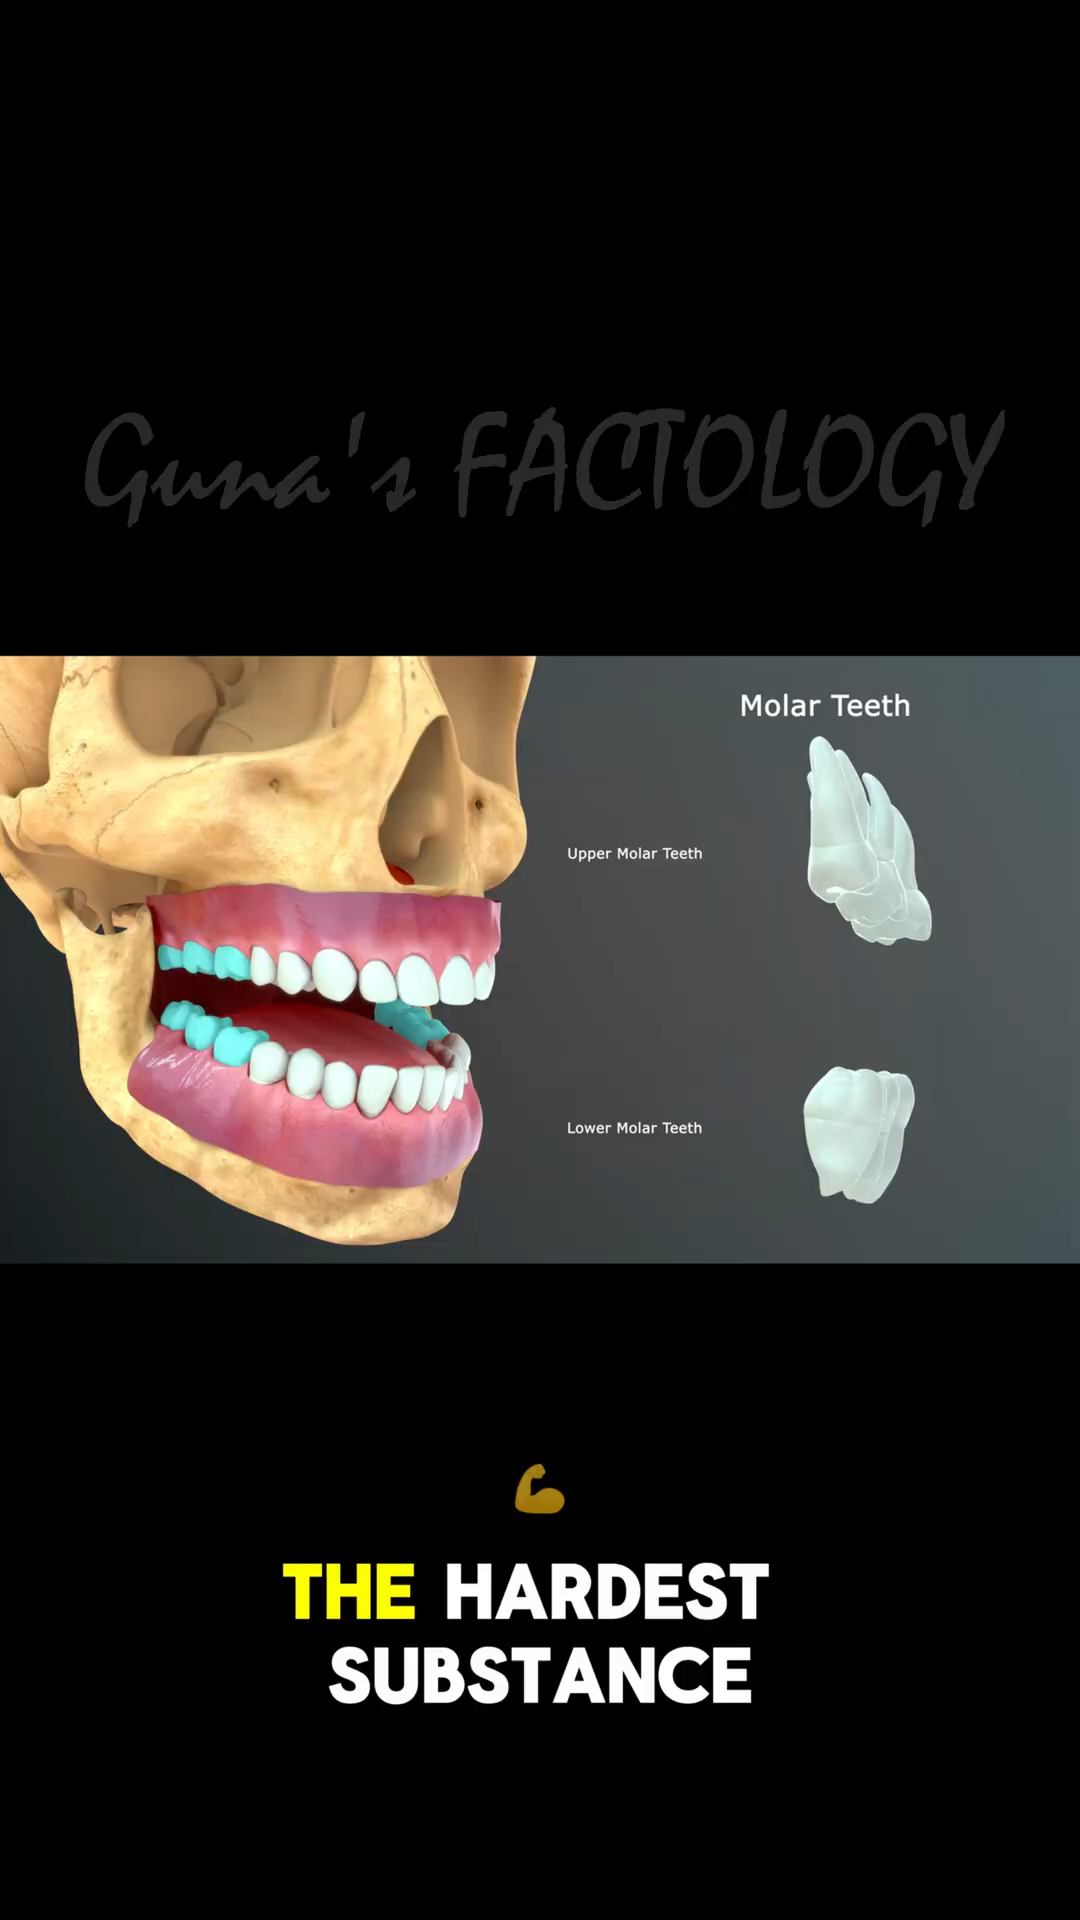 Guna's FACTOLOGY
Molar Teeth
Upper Molar Teeth
Lower Molar Teeth
THE HARDEST
SUBSTANCE